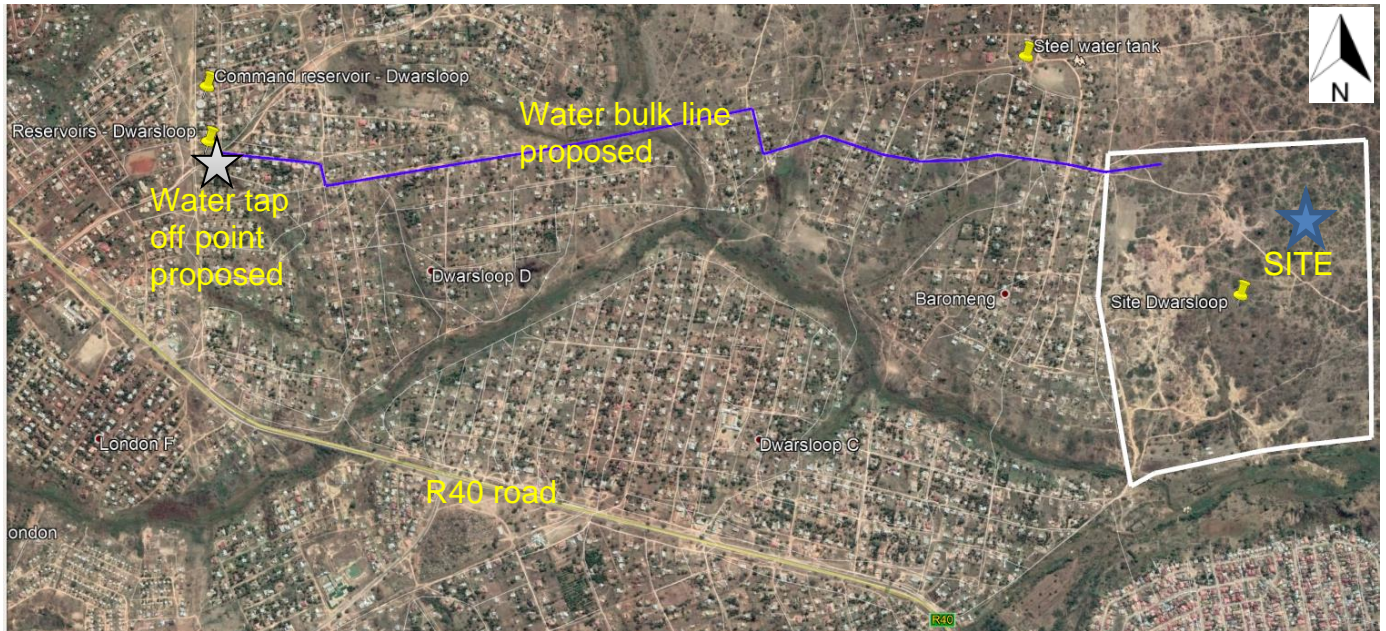 N
Steel water tank
Command reservoir - Dwarsloop
Water bulk line
proposed
Reservoirs - Dwarsloop
Water tap
off point
proposed
SITE
Dwarsloop D
Baromeng
Site Dwarsloop
London F
Dwarsloop C
R40 road
ondon
R40